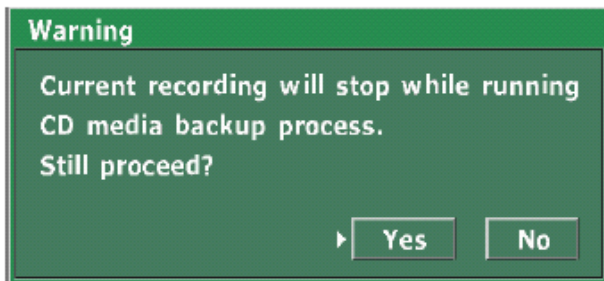 Warning
Current recording will stop while running
CD media backup process.
Still proceed?
Yes No